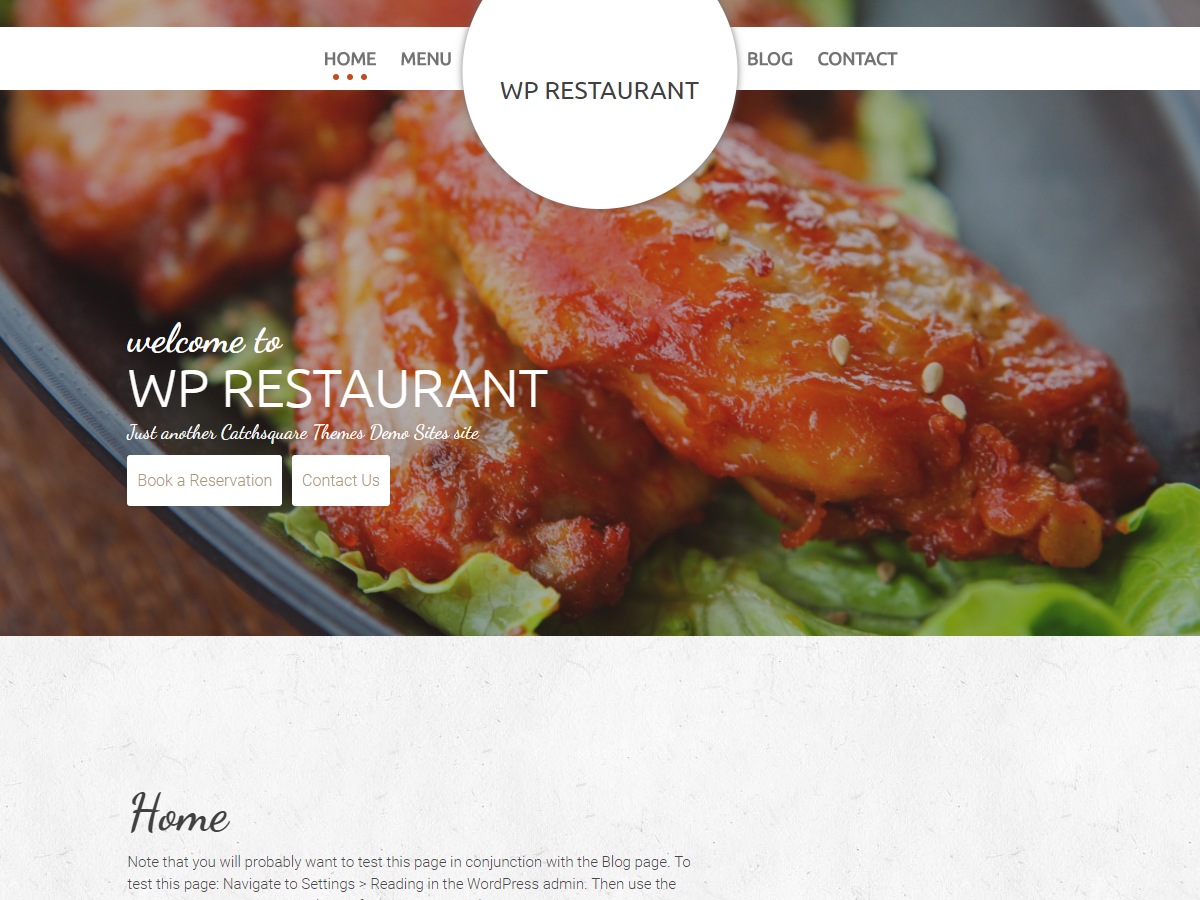 HOME MENU BLOG CONTACT
WP RESTAURANT
welcome to
WP RESTAURANT
Just another Catchsquare Themes Demo Sites site
Book a Reservation Contact Us
Home
Note that you will probably want to test this page in conjunction with the Blog page. To
test this page: Navigate to Settings > Reading in the WordPress admin. Then use the